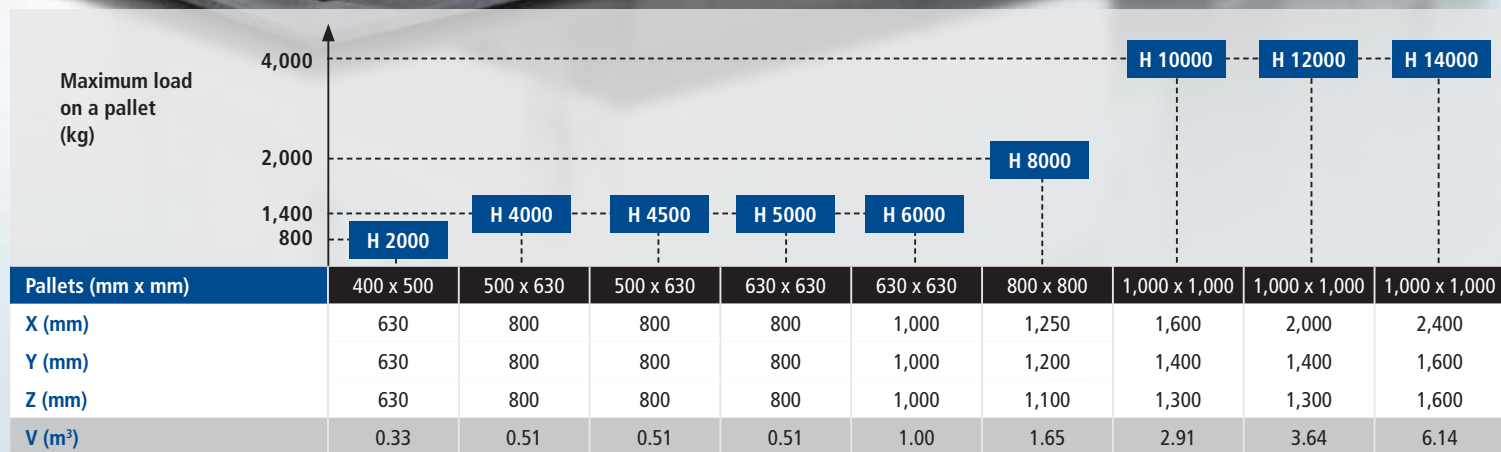 Maximum load
on a pallet
(kg)
4,000
2,000
1,400
800
H 10000 H 12000 H 14000
H 8000
H 4000 H 4500 H 5000 H 6000
H 2000
Pallets (mm x mm) 400 x 500 500 x 630 500 x 630 630 x 630 630 x 630 800 x 800 1,000 x 1,000 1,000 x 1,000 1,000 x 1,000
X (mm) 630 800 800 800 1,000 1,250 1,600 2,000 2,400
Y (mm) 630 800 800 800 1,000 1,200 1,400 1,400 1,600
Z (mm) 630 800 800 800 1,000 1,100 1,300 1,300 1,600
V (m³) 0.33 0.51 0.51 0.51 1.00 1.65 2.91 3.64 6.14